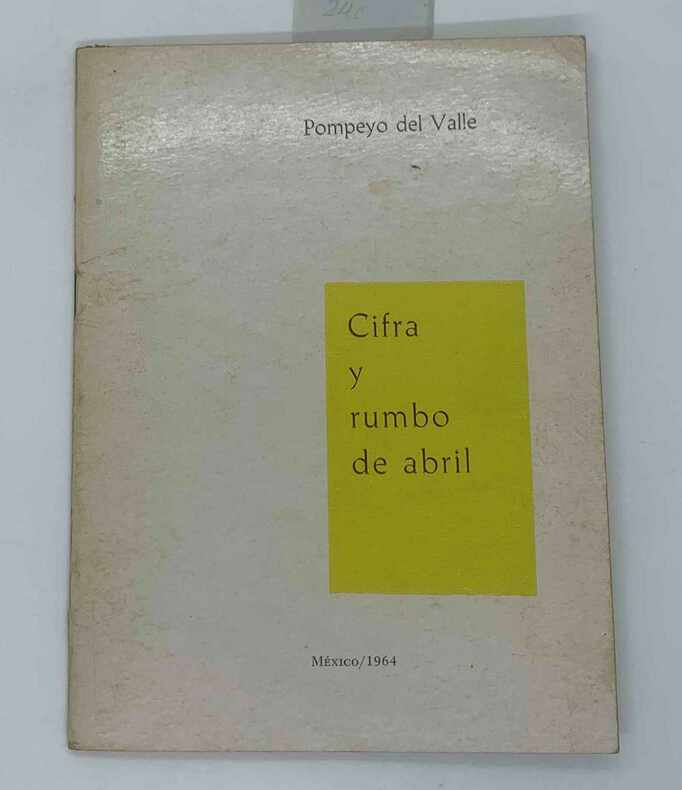 Pompeyo del Valle
Cifra
y
rumbo
de abril
México/1964